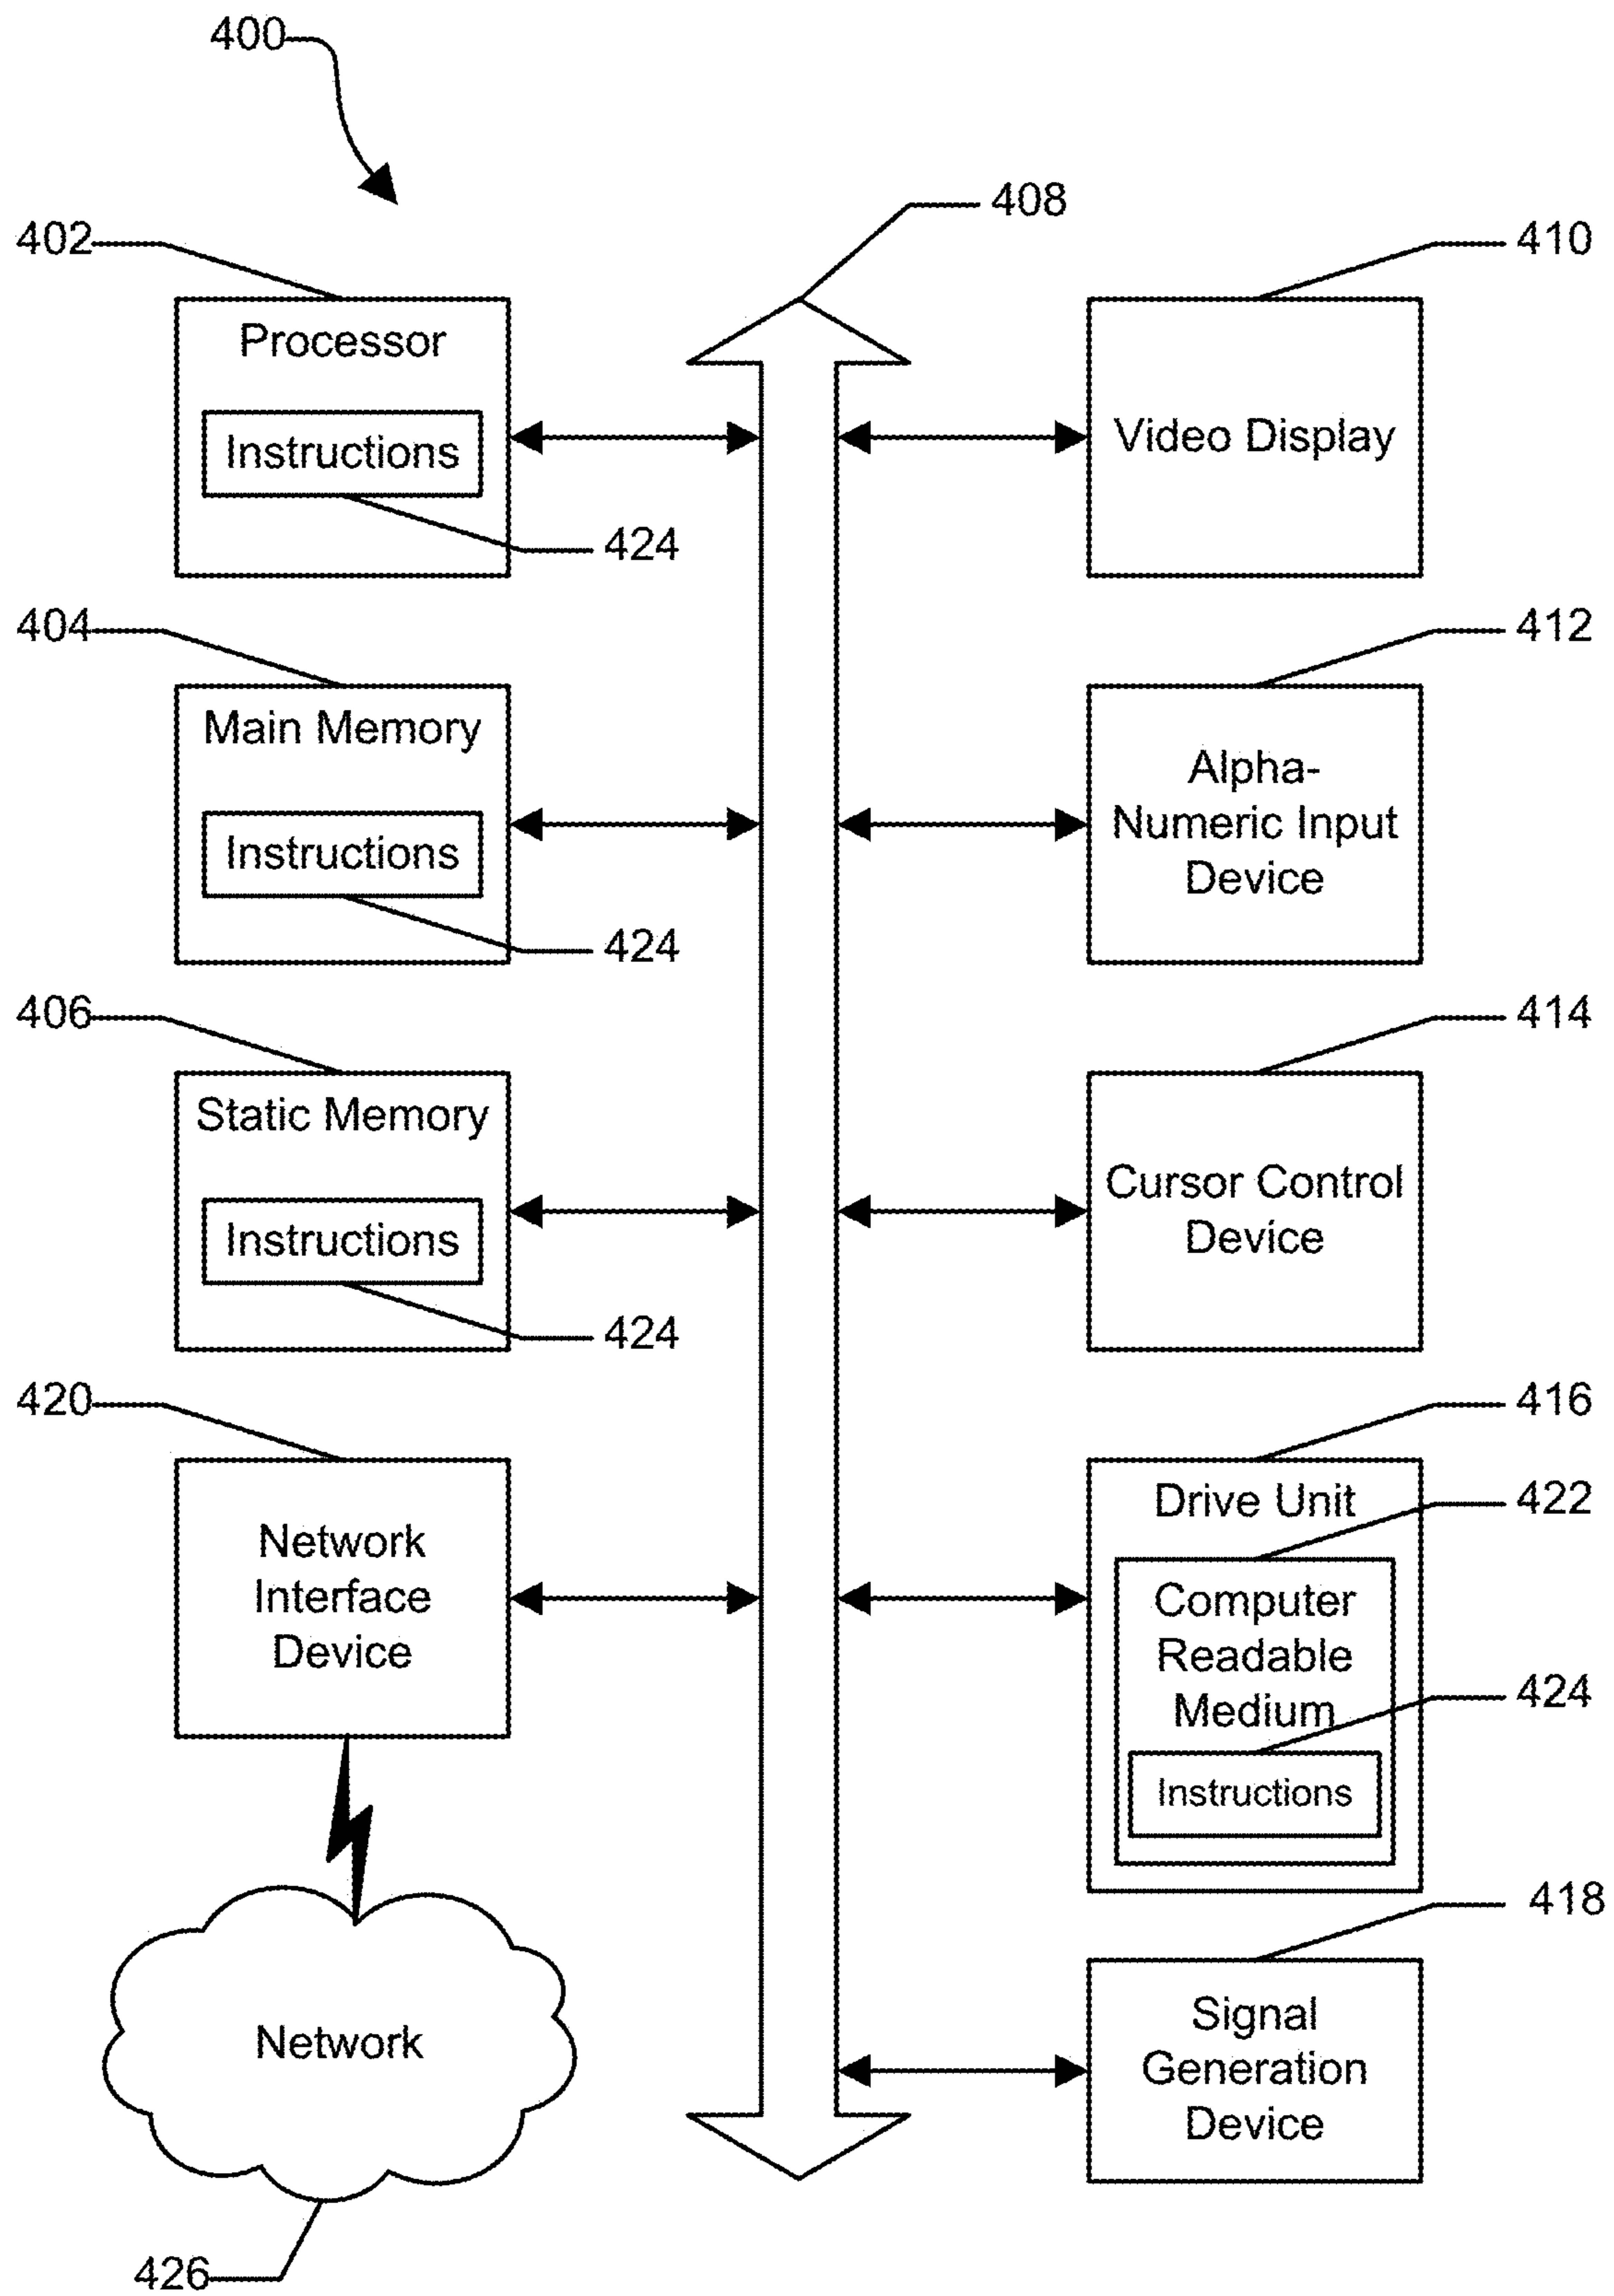 400
408
402
410
Processor
Instructions
424
Video Display
404
412
Main Memory
Instructions
424
Alpha-
Numeric Input
Device
406
414
Static Memory
Instructions
424
Cursor Control
Device
420
416
Network
Interface
Device
Drive Unit
422
Computer
Readable
Medium
424
Instructions
418
Network
Signal
Generation
Device
426